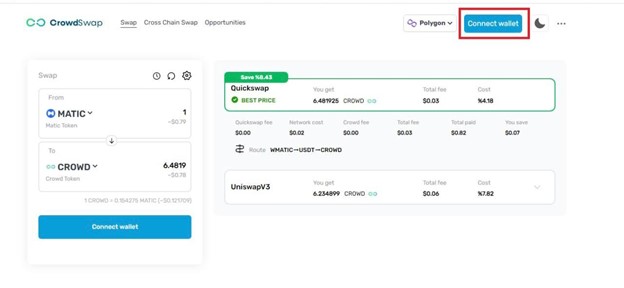 CrowdSwap
Swap Cross Chain Swap Opportunities
Polygon
Connect wallet
Swap
From
MATIC 1
Matic Token ~$0.79
To
CROWD 6.4819
Crowd Token ~$0.78
1 CROWD = 0.154275 MATIC (~$0.121709)
Connect wallet
Save %8.43
Quickswap You get Total fee Cost
BEST PRICE 6.481925 CROWD $0.03 %4.18
Quickswap fee Network cost Crowd fee Total fee Total paid You save
$0.00 $0.02 $0.00 $0.03 $0.82 $0.07
Route WMATIC→USDT→CROWD
UniswapV3 You get Total fee Cost
6.234899 CROWD $0.06 %7.82